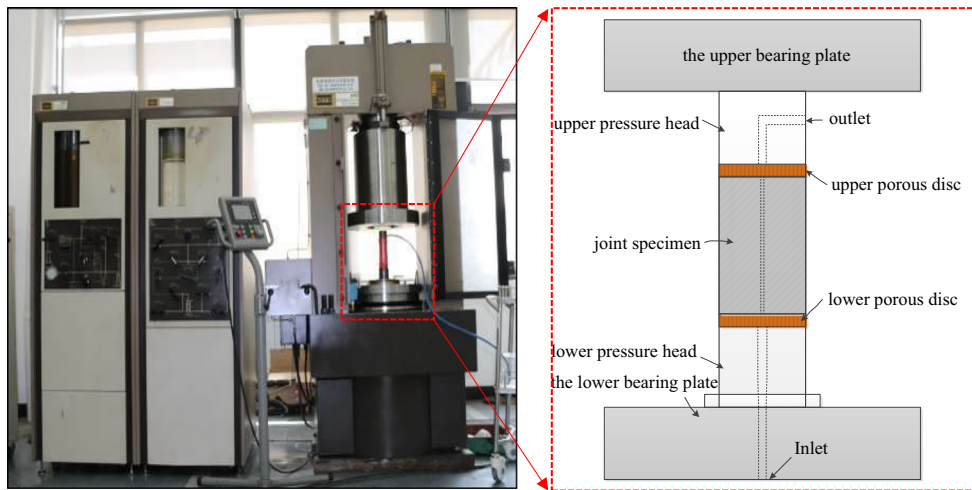 the upper bearing plate
upper pressure head
outlet
upper porous disc
joint specimen
lower porous disc
lower pressure head
the lower bearing plate
Inlet